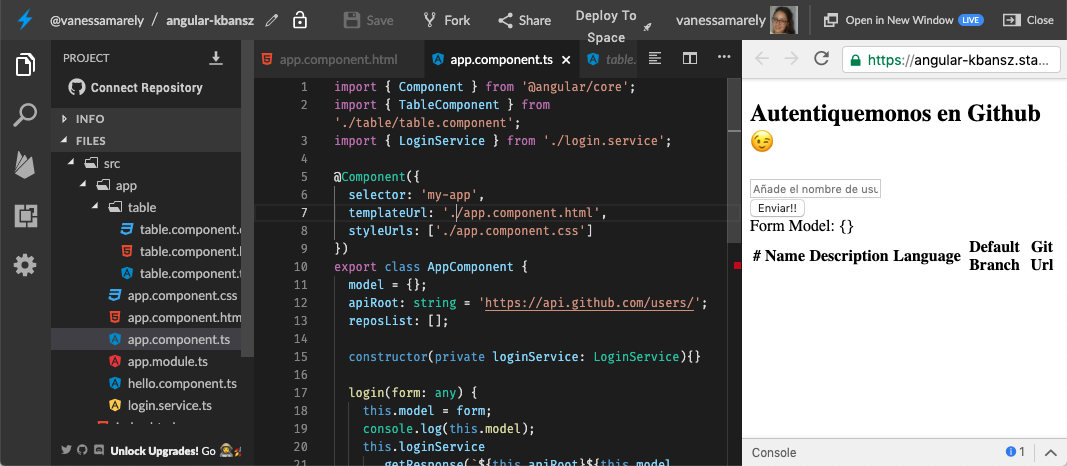 @vanessamarely / angular-kbansz Save Fork Share Deploy To Space vanessamarely Open in New Window LIVE Close
PROJECT
Connect Repository
INFO
FILES
src
app
table
table.component.
table.component.
table.component.
app.component.css
app.component.htm
app.component.ts
app.module.ts
hello.component.ts
login.service.ts
Unlock Upgrades! Go
app.component.html app.component.ts table.
1 import { Component } from '@angular/core';
2 import { TableComponent } from
'./table/table.component';
3 import { LoginService } from './login.service';
4
5 @Component({
6 selector: 'my-app',
7 templateUrl: './app.component.html',
8 styleUrls: ['./app.component.css']
9 })
10 export class AppComponent {
11 model = {};
12 apiRoot: string = 'https://api.github.com/users/';
13 reposList: [];
14
15 constructor(private loginService: LoginService){}
16
17 login(form: any) {
18 this.model = form;
19 console.log(this.model);
20 this.loginService
21 .getResponse(`${this.apiRoot}${this.model
https://angular-kbansz.sta...
Autentiquemonos en Github
😉
Añade el nombre de usu
Enviar!!
Form Model: {}
# Name Description Language Default Branch Git Url
Console 1